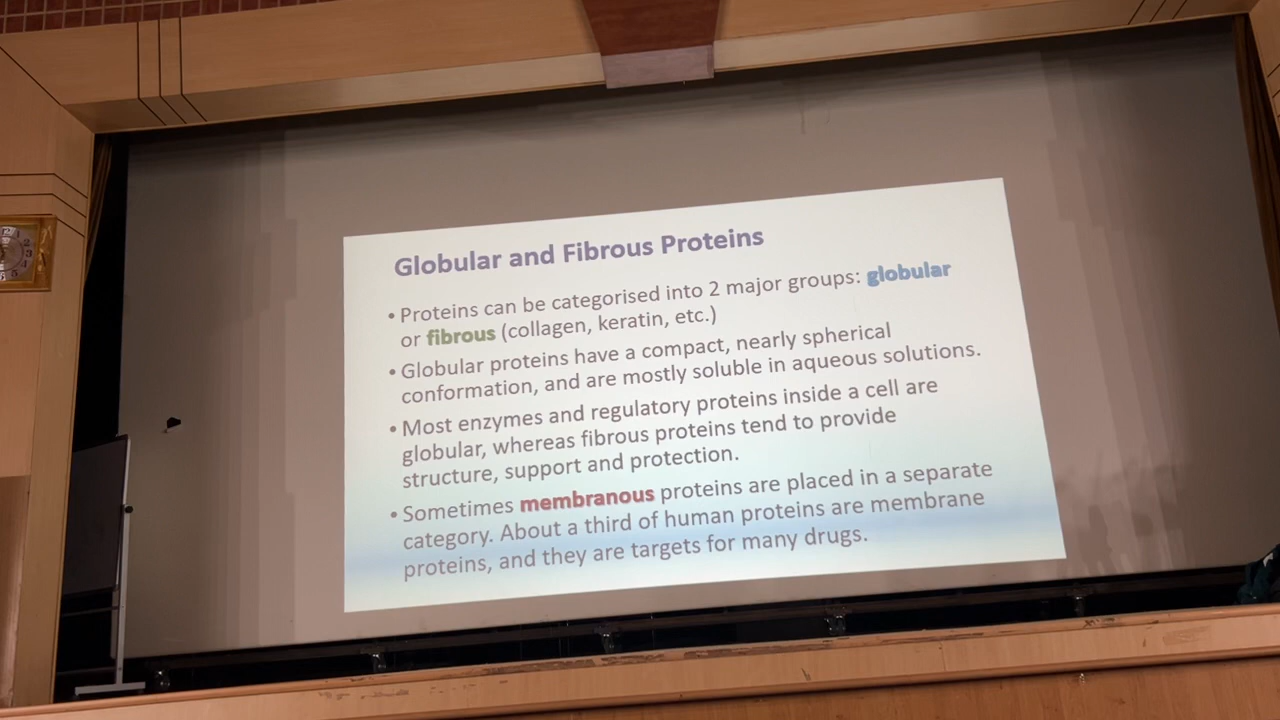 Globular and Fibrous Proteins
• Proteins can be categorised into 2 major groups: globular
or fibrous (collagen, keratin, etc.)
• Globular proteins have a compact, nearly spherical
conformation, and are mostly soluble in aqueous solutions.
• Most enzymes and regulatory proteins inside a cell are
globular, whereas fibrous proteins tend to provide
structure, support and protection.
• Sometimes membranous proteins are placed in a separate
category. About a third of human proteins are membrane
proteins, and they are targets for many drugs.